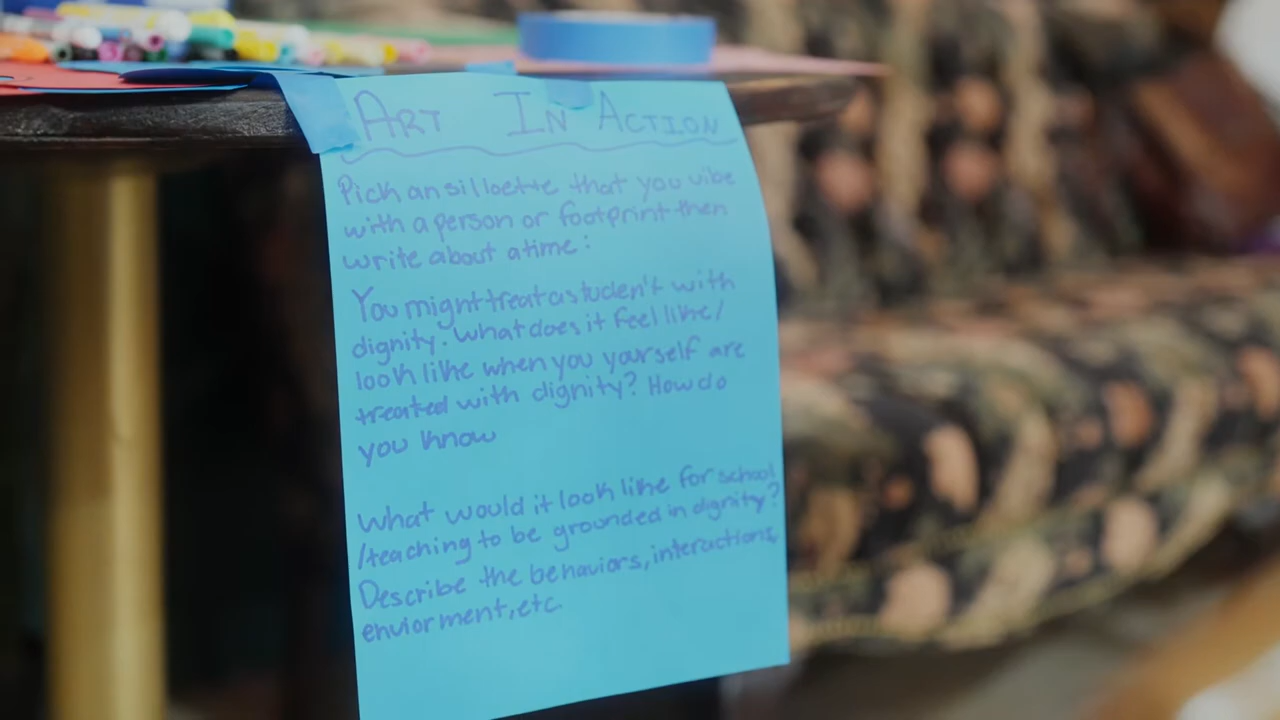 ART IN ACTION
Pick an silloette that you vibe
with a person or footprint then
write about a time:
You might treat a student with
dignity. What does it feel like/
look like when you yourself are
treated with dignity? How do
you know
What would it look like for school
/teaching to be grounded in dignity?
Describe the behaviors, interactions,
enviorment, etc.